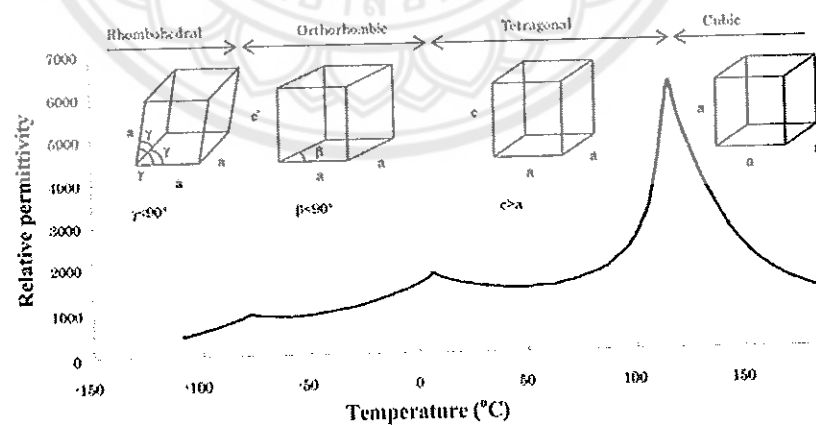 Rhombohedral Orthorhombic Tetragonal Cubic
7000
6000
5000
4000
3000
2000
1000
0
Relative permittivity
a γ γ γ a a
γ<90°
c' β a a
β<90°
c a a
c>a
a a
-150 -100 -50 0 50 100 150
Temperature (°C)